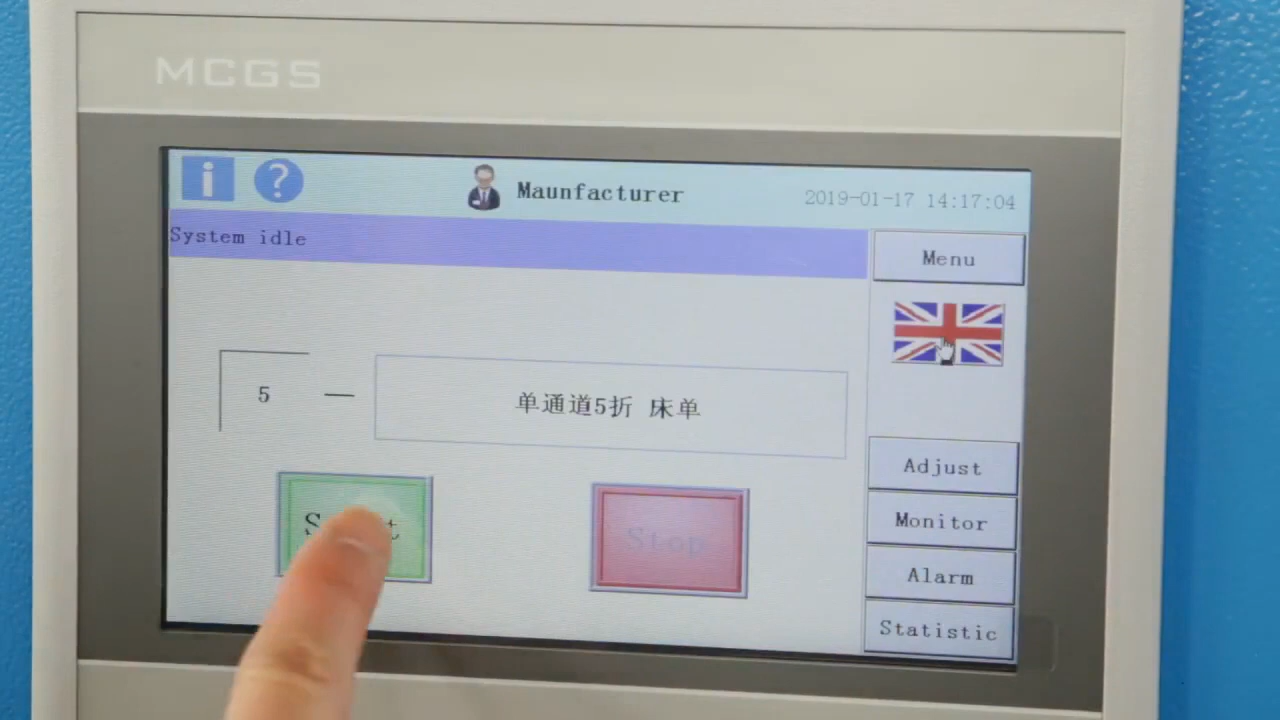 MCGS
i ? Maunfacturer 2019-01-17 14:17:04
System idle
Menu
5 — 单通道5折 床单
Adjust
Monitor
Stop
Alarm
Statistic